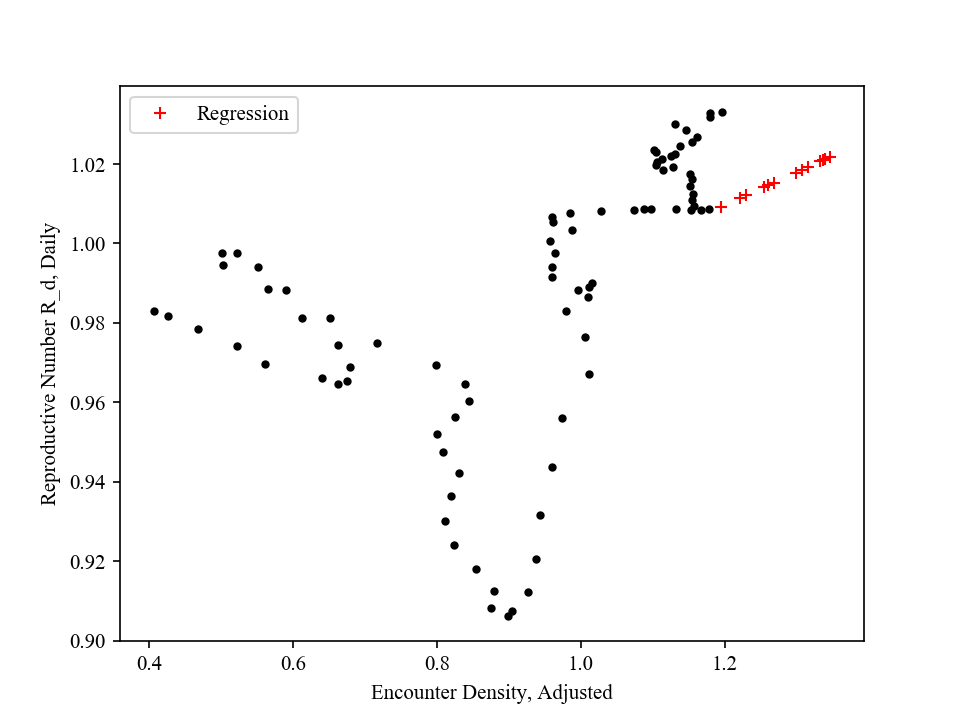 Regression
1.02
1.00
0.98
0.96
0.94
0.92
0.90
Reproductive Number R_d, Daily
0.4 0.6 0.8 1.0 1.2
Encounter Density, Adjusted